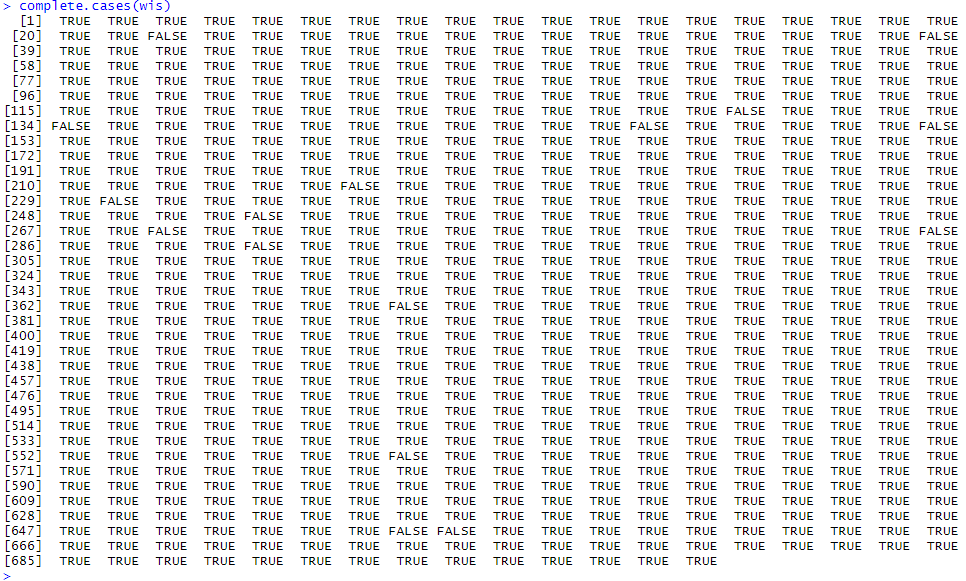 > complete.cases(wis)
[1] TRUE TRUE TRUE TRUE TRUE TRUE TRUE TRUE TRUE TRUE TRUE TRUE TRUE TRUE TRUE TRUE TRUE TRUE TRUE
[20] TRUE TRUE FALSE TRUE TRUE TRUE TRUE TRUE TRUE TRUE TRUE TRUE TRUE TRUE TRUE TRUE TRUE TRUE FALSE
[39] TRUE TRUE TRUE TRUE TRUE TRUE TRUE TRUE TRUE TRUE TRUE TRUE TRUE TRUE TRUE TRUE TRUE TRUE TRUE
[58] TRUE TRUE TRUE TRUE TRUE TRUE TRUE TRUE TRUE TRUE TRUE TRUE TRUE TRUE TRUE TRUE TRUE TRUE TRUE
[77] TRUE TRUE TRUE TRUE TRUE TRUE TRUE TRUE TRUE TRUE TRUE TRUE TRUE TRUE TRUE TRUE TRUE TRUE TRUE
[96] TRUE TRUE TRUE TRUE TRUE TRUE TRUE TRUE TRUE TRUE TRUE TRUE TRUE TRUE TRUE TRUE TRUE TRUE TRUE
[115] TRUE TRUE TRUE TRUE TRUE TRUE TRUE TRUE TRUE TRUE TRUE TRUE TRUE TRUE FALSE TRUE TRUE TRUE TRUE
[134] FALSE TRUE TRUE TRUE TRUE TRUE TRUE TRUE TRUE TRUE TRUE TRUE FALSE TRUE TRUE TRUE TRUE TRUE FALSE
[153] TRUE TRUE TRUE TRUE TRUE TRUE TRUE TRUE TRUE TRUE TRUE TRUE TRUE TRUE TRUE TRUE TRUE TRUE TRUE
[172] TRUE TRUE TRUE TRUE TRUE TRUE TRUE TRUE TRUE TRUE TRUE TRUE TRUE TRUE TRUE TRUE TRUE TRUE TRUE
[191] TRUE TRUE TRUE TRUE TRUE TRUE TRUE TRUE TRUE TRUE TRUE TRUE TRUE TRUE TRUE TRUE TRUE TRUE TRUE
[210] TRUE TRUE TRUE TRUE TRUE TRUE FALSE TRUE TRUE TRUE TRUE TRUE TRUE TRUE TRUE TRUE TRUE TRUE TRUE
[229] TRUE FALSE TRUE TRUE TRUE TRUE TRUE TRUE TRUE TRUE TRUE TRUE TRUE TRUE TRUE TRUE TRUE TRUE TRUE
[248] TRUE TRUE TRUE TRUE FALSE TRUE TRUE TRUE TRUE TRUE TRUE TRUE TRUE TRUE TRUE TRUE TRUE TRUE TRUE
[267] TRUE TRUE FALSE TRUE TRUE TRUE TRUE TRUE TRUE TRUE TRUE TRUE TRUE TRUE TRUE TRUE TRUE TRUE FALSE
[286] TRUE TRUE TRUE TRUE FALSE TRUE TRUE TRUE TRUE TRUE TRUE TRUE TRUE TRUE TRUE TRUE TRUE TRUE TRUE
[305] TRUE TRUE TRUE TRUE TRUE TRUE TRUE TRUE TRUE TRUE TRUE TRUE TRUE TRUE TRUE TRUE TRUE TRUE TRUE
[324] TRUE TRUE TRUE TRUE TRUE TRUE TRUE TRUE TRUE TRUE TRUE TRUE TRUE TRUE TRUE TRUE TRUE TRUE TRUE
[343] TRUE TRUE TRUE TRUE TRUE TRUE TRUE TRUE TRUE TRUE TRUE TRUE TRUE TRUE TRUE TRUE TRUE TRUE TRUE
[362] TRUE TRUE TRUE TRUE TRUE TRUE TRUE FALSE TRUE TRUE TRUE TRUE TRUE TRUE TRUE TRUE TRUE TRUE TRUE
[381] TRUE TRUE TRUE TRUE TRUE TRUE TRUE TRUE TRUE TRUE TRUE TRUE TRUE TRUE TRUE TRUE TRUE TRUE TRUE
[400] TRUE TRUE TRUE TRUE TRUE TRUE TRUE TRUE TRUE TRUE TRUE TRUE TRUE TRUE TRUE TRUE TRUE TRUE TRUE
[419] TRUE TRUE TRUE TRUE TRUE TRUE TRUE TRUE TRUE TRUE TRUE TRUE TRUE TRUE TRUE TRUE TRUE TRUE TRUE
[438] TRUE TRUE TRUE TRUE TRUE TRUE TRUE TRUE TRUE TRUE TRUE TRUE TRUE TRUE TRUE TRUE TRUE TRUE TRUE
[457] TRUE TRUE TRUE TRUE TRUE TRUE TRUE TRUE TRUE TRUE TRUE TRUE TRUE TRUE TRUE TRUE TRUE TRUE TRUE
[476] TRUE TRUE TRUE TRUE TRUE TRUE TRUE TRUE TRUE TRUE TRUE TRUE TRUE TRUE TRUE TRUE TRUE TRUE TRUE
[495] TRUE TRUE TRUE TRUE TRUE TRUE TRUE TRUE TRUE TRUE TRUE TRUE TRUE TRUE TRUE TRUE TRUE TRUE TRUE
[514] TRUE TRUE TRUE TRUE TRUE TRUE TRUE TRUE TRUE TRUE TRUE TRUE TRUE TRUE TRUE TRUE TRUE TRUE TRUE
[533] TRUE TRUE TRUE TRUE TRUE TRUE TRUE TRUE TRUE TRUE TRUE TRUE TRUE TRUE TRUE TRUE TRUE TRUE TRUE
[552] TRUE TRUE TRUE TRUE TRUE TRUE TRUE FALSE TRUE TRUE TRUE TRUE TRUE TRUE TRUE TRUE TRUE TRUE TRUE
[571] TRUE TRUE TRUE TRUE TRUE TRUE TRUE TRUE TRUE TRUE TRUE TRUE TRUE TRUE TRUE TRUE TRUE TRUE TRUE
[590] TRUE TRUE TRUE TRUE TRUE TRUE TRUE TRUE TRUE TRUE TRUE TRUE TRUE TRUE TRUE TRUE TRUE TRUE TRUE
[609] TRUE TRUE TRUE TRUE TRUE TRUE TRUE TRUE TRUE TRUE TRUE TRUE TRUE TRUE TRUE TRUE TRUE TRUE TRUE
[628] TRUE TRUE TRUE TRUE TRUE TRUE TRUE TRUE TRUE TRUE TRUE TRUE TRUE TRUE TRUE TRUE TRUE TRUE TRUE
[647] TRUE TRUE TRUE TRUE TRUE TRUE TRUE FALSE FALSE TRUE TRUE TRUE TRUE TRUE TRUE TRUE TRUE TRUE TRUE
[666] TRUE TRUE TRUE TRUE TRUE TRUE TRUE TRUE TRUE TRUE TRUE TRUE TRUE TRUE TRUE TRUE TRUE TRUE TRUE
[685] TRUE TRUE TRUE TRUE TRUE TRUE TRUE TRUE TRUE TRUE TRUE TRUE TRUE TRUE
>